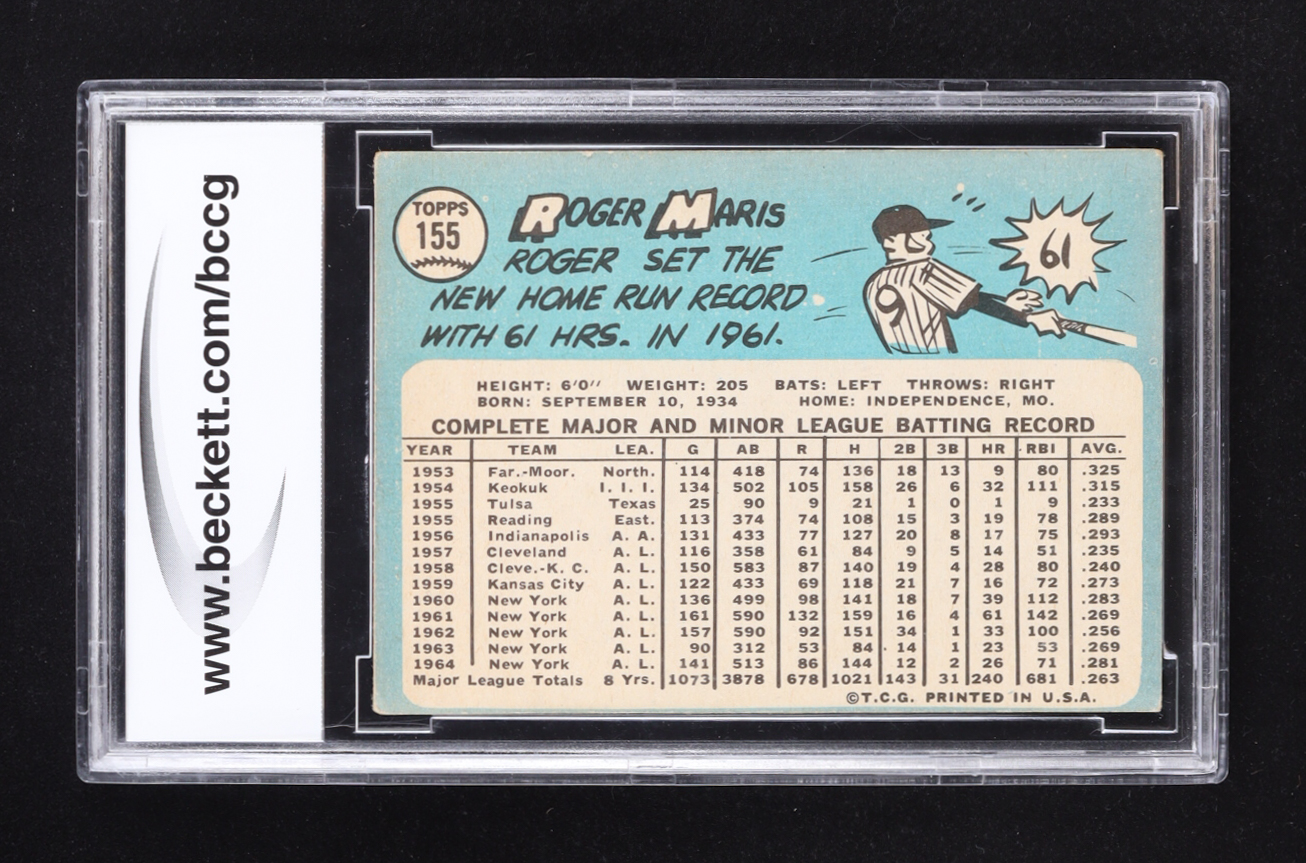 www.beckett.com/bccg
TOPPS
155
ROGER MARIS
ROGER SET THE
NEW HOME RUN RECORD
WITH 61 HRS. IN 1961.
61
9
HEIGHT: 6'0" WEIGHT: 205 BATS: LEFT THROWS: RIGHT
BORN: SEPTEMBER 10, 1934 HOME: INDEPENDENCE, MO.
COMPLETE MAJOR AND MINOR LEAGUE BATTING RECORD
YEAR TEAM LEA. G AB R H 2B 3B HR RBI AVG.
1953 Far.-Moor. North. 114 418 74 136 18 13 9 80 .325
1954 Keokuk I. I. I. 134 502 105 158 26 6 32 111 .315
1955 Tulsa Texas 25 90 9 21 1 0 1 9 .233
1955 Reading East. 113 374 74 108 15 3 19 78 .289
1956 Indianapolis A. A. 131 433 77 127 20 8 17 75 .293
1957 Cleveland A. L. 116 358 61 84 9 5 14 51 .235
1958 Cleve.-K. C. A. L. 150 583 87 140 19 4 28 80 .240
1959 Kansas City A. L. 122 433 69 118 21 7 16 72 .273
1960 New York A. L. 136 499 98 141 18 7 39 112 .283
1961 New York A. L. 161 590 132 159 16 4 61 142 .269
1962 New York A. L. 157 590 92 151 34 1 33 100 .256
1963 New York A. L. 90 312 53 84 14 1 23 53 .269
1964 New York A. L. 141 513 86 144 12 2 26 71 .281
Major League Totals 8 Yrs. 1073 3878 678 1021 143 31 240 681 .263
©T.C.G. PRINTED IN U.S.A.